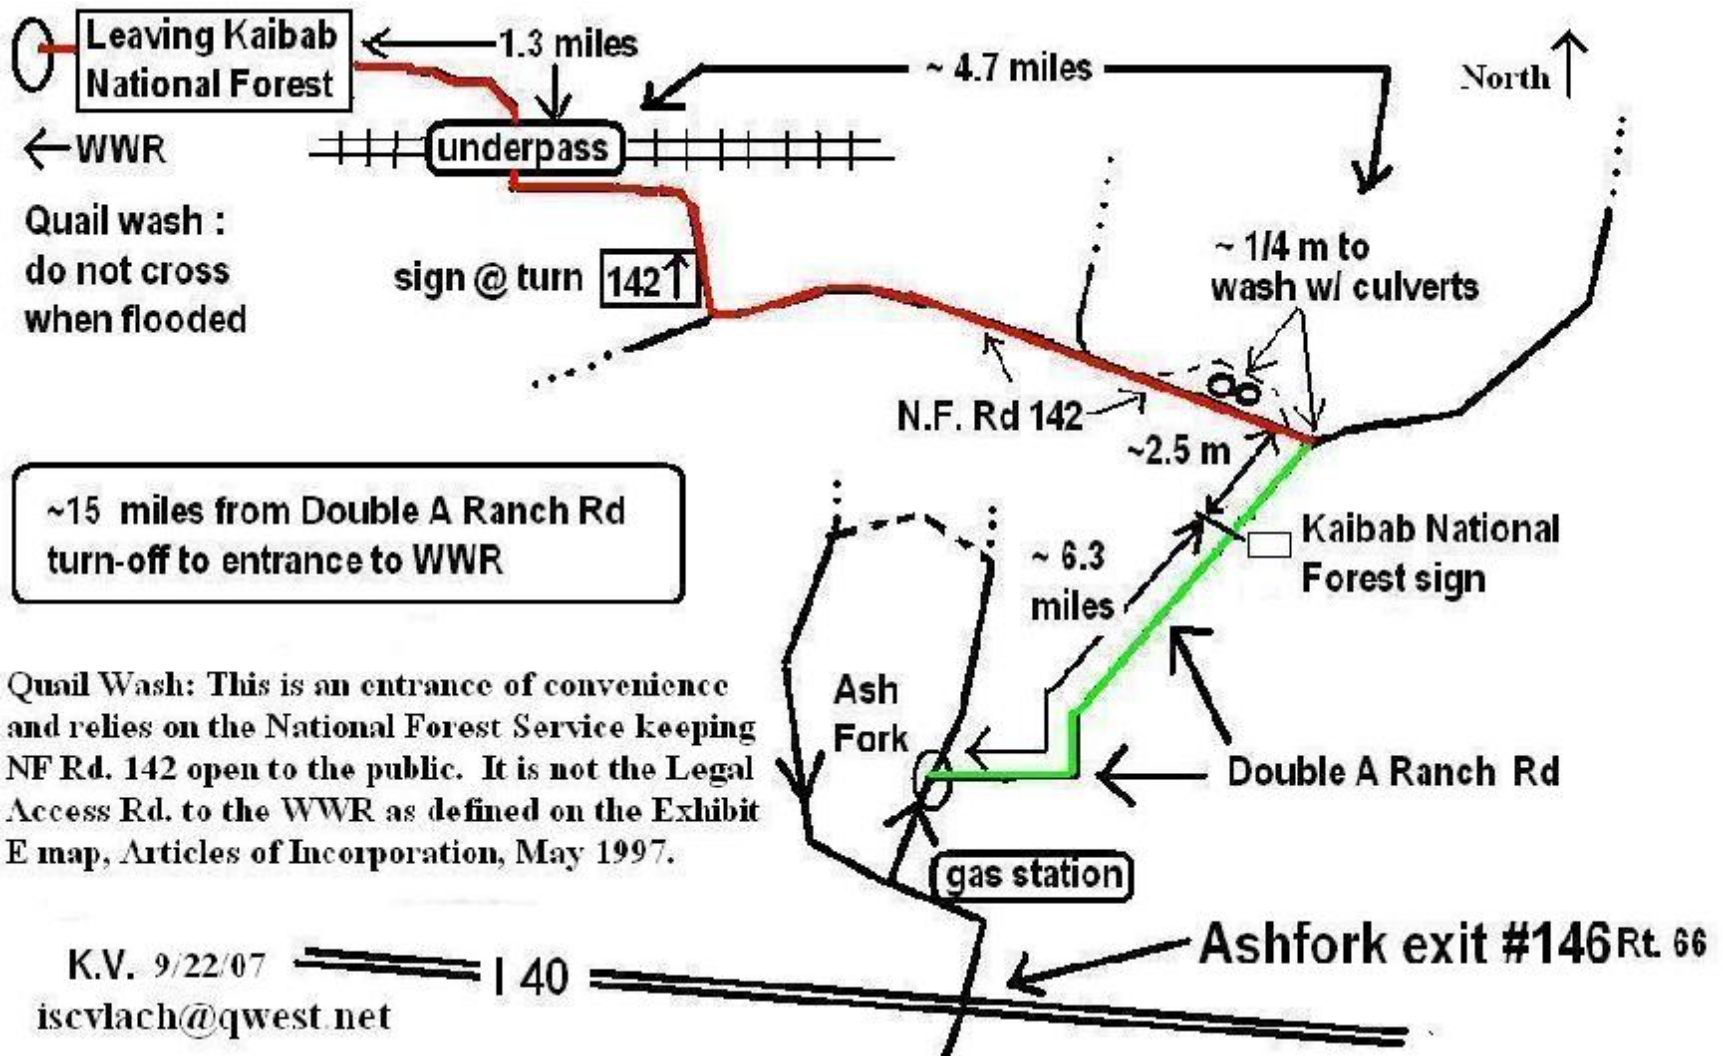 Leaving Kaibab
National Forest
1.3 miles
~ 4.7 miles
North
WWR
underpass
Quail wash :
do not cross
when flooded
sign @ turn
142
~ 1/4 m to
wash w/ culverts
N.F. Rd 142
~2.5 m
~15 miles from Double A Ranch Rd
turn-off to entrance to WWR
Kaibab National
Forest sign
~ 6.3
miles
Quail Wash: This is an entrance of convenience
and relies on the National Forest Service keeping
NF Rd. 142 open to the public. It is not the Legal
Access Rd. to the WWR as defined on the Exhibit
E map, Articles of Incorporation, May 1997.
Ash
Fork
Double A Ranch Rd
gas station
Ashfork exit #146 Rt. 66
K.V. 9/22/07
iscvlach@qwest.net
I 40